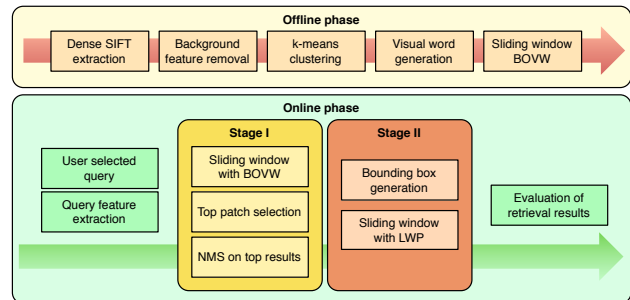 Offline phase
Dense SIFT
extraction
Background
feature removal
k-means
clustering
Visual word
generation
Sliding window
BOVW
Online phase
User selected
query
Query feature
extraction
Stage I
Sliding window
with BOVW
Top patch selection
NMS on top results
Stage II
Bounding box
generation
Sliding window
with LWP
Evaluation of
retrieval results